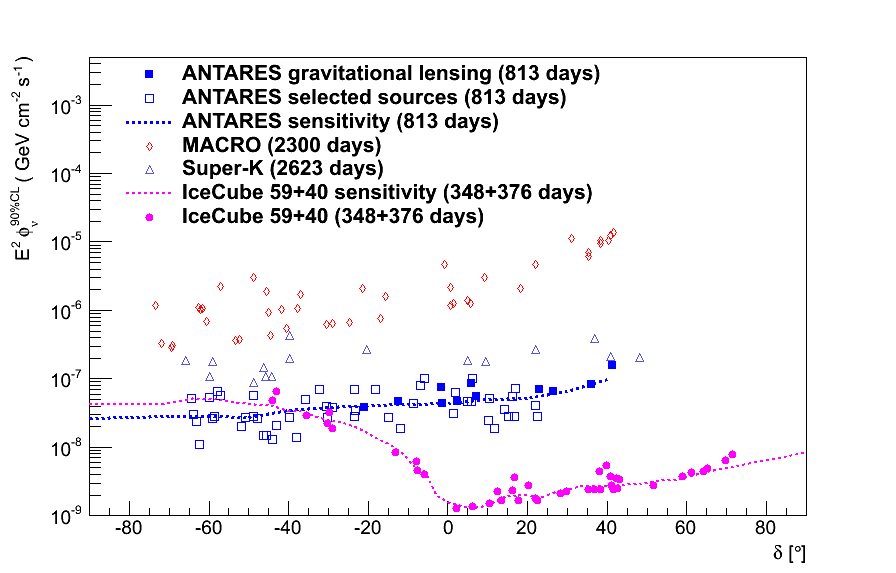 ANTARES gravitational lensing (813 days)
ANTARES selected sources (813 days)
ANTARES sensitivity (813 days)
MACRO (2300 days)
Super-K (2623 days)
IceCube 59+40 sensitivity (348+376 days)
IceCube 59+40 (348+376 days)
E² ϕν^90%CL ( GeV cm⁻² s⁻¹ )
10⁻³
10⁻⁴
10⁻⁵
10⁻⁶
10⁻⁷
10⁻⁸
10⁻⁹
-80 -60 -40 -20 0 20 40 60 80
δ [°]